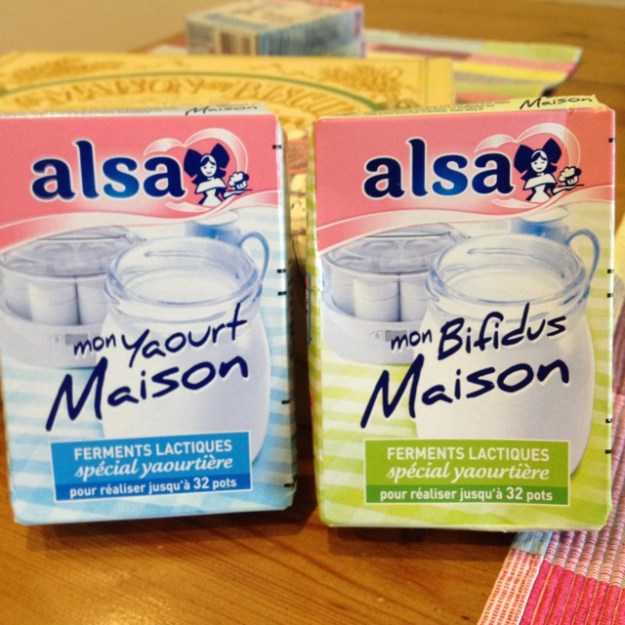 Maison
alsa
mon Yaourt
Maison
FERMENTS LACTIQUES
spécial yaourtière
pour réaliser jusqu'à 32 pots
Maison
alsa
mon Bifidus
Maison
FERMENTS LACTIQUES
spécial yaourtière
pour réaliser jusqu'à 32 pots